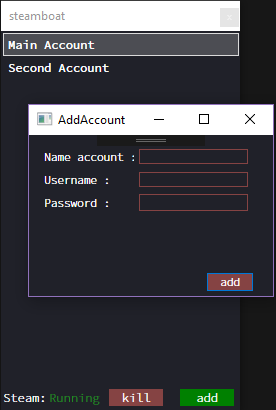 steamboat x
Main Account
Second Account
AddAccount
Name account :
Username :
Password :
add
Steam: Running kill add